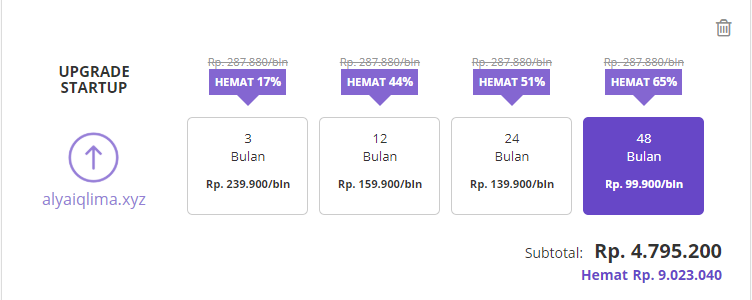 UPGRADE
STARTUP
alyaiqlima.xyz
Rp. 287.880/bln
HEMAT 17%
3
Bulan
Rp. 239.900/bln
Rp. 287.880/bln
HEMAT 44%
12
Bulan
Rp. 159.900/bln
Rp. 287.880/bln
HEMAT 51%
24
Bulan
Rp. 139.900/bln
Rp. 287.880/bln
HEMAT 65%
48
Bulan
Rp. 99.900/bln
Subtotal: Rp. 4.795.200
Hemat Rp. 9.023.040